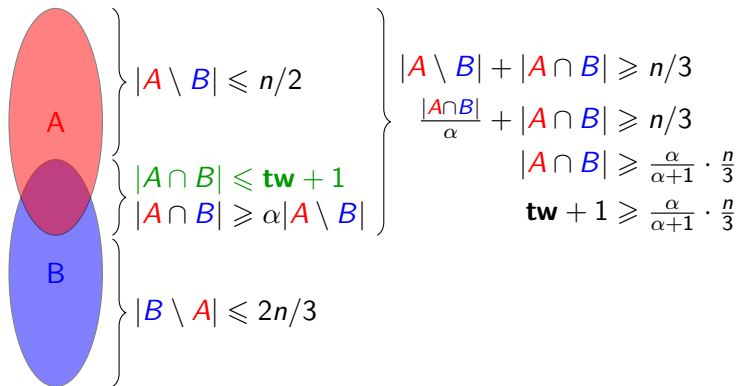 A
|A \ B| ⩽ n/2
|A ∩ B| ⩽ tw + 1
|A ∩ B| ⩾ α|A \ B|
B
|B \ A| ⩽ 2n/3
|A \ B| + |A ∩ B| ⩾ n/3
|A∩B|/α + |A ∩ B| ⩾ n/3
|A ∩ B| ⩾ α/(α+1) · n/3
tw + 1 ⩾ α/(α+1) · n/3